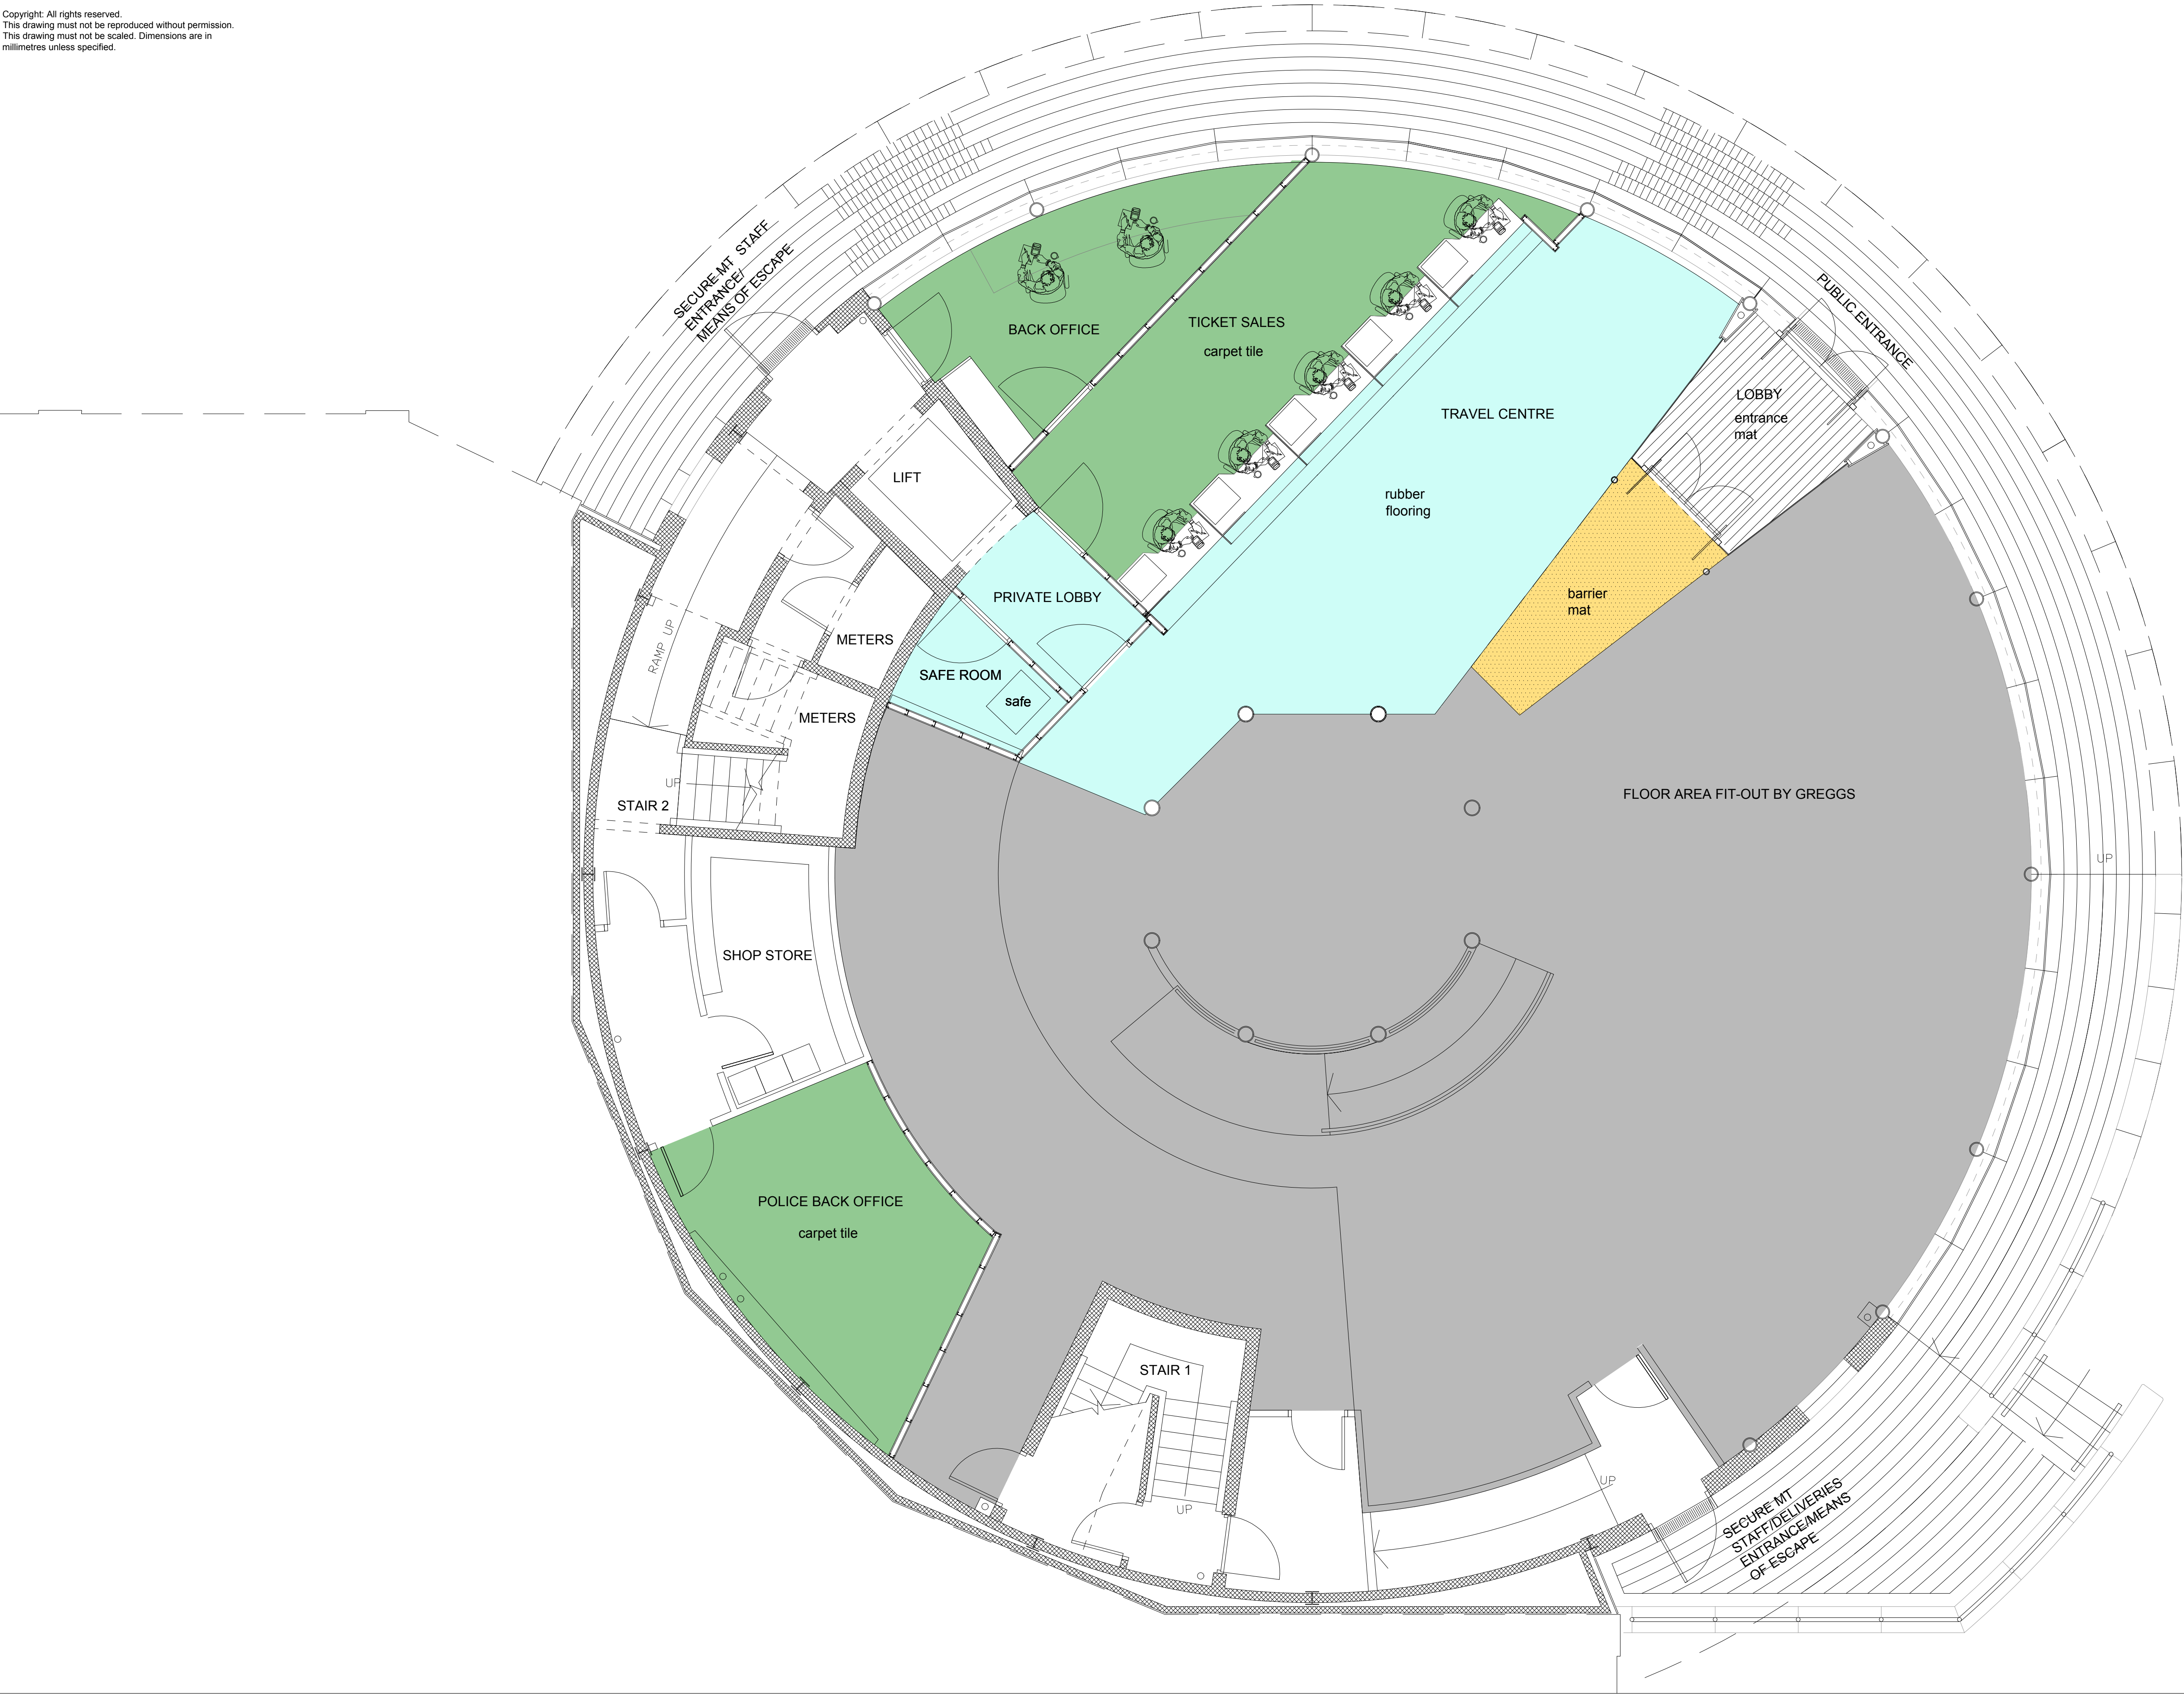 Copyright: All rights reserved.
This drawing must not be reproduced without permission.
This drawing must not be scaled. Dimensions are in
millimetres unless specified.
SECURE MT STAFF
ENTRANCE/
MEANS OF ESCAPE
PUBLIC ENTRANCE
BACK OFFICE
TICKET SALES
carpet tile
TRAVEL CENTRE
LOBBY
entrance
mat
LIFT
rubber
flooring
PRIVATE LOBBY
barrier
mat
METERS
RAMP UP
SAFE ROOM
safe
METERS
UP
STAIR 2
FLOOR AREA FIT-OUT BY GREGGS
UP
SHOP STORE
POLICE BACK OFFICE
carpet tile
STAIR 1
UP
UP
SECURE MT
STAFF/DELIVERIES
ENTRANCE/MEANS
OF ESCAPE